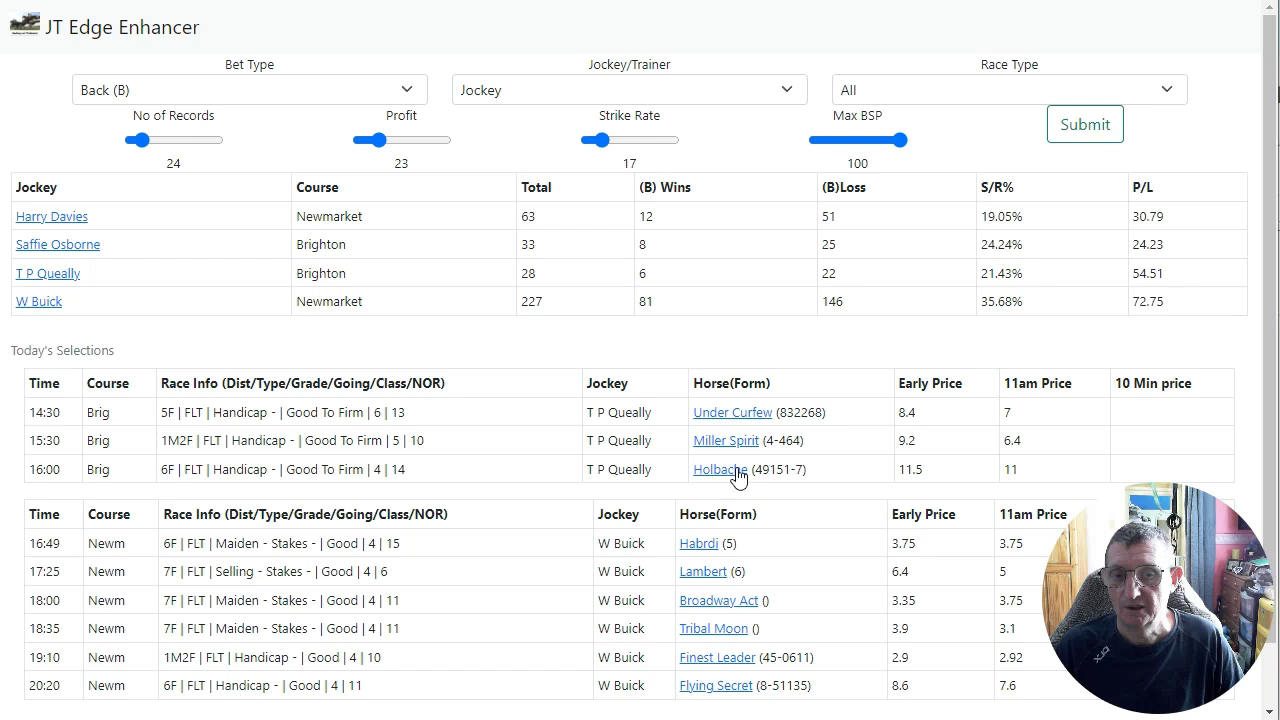 JT Edge Enhancer
Bet Type Jockey/Trainer Race Type
Back (B) Jockey All
No of Records Profit Strike Rate Max BSP
Submit
24 23 17 100
Jockey Course Total (B) Wins (B)Loss S/R% P/L
Harry Davies Newmarket 63 12 51 19.05% 30.79
Saffie Osborne Brighton 33 8 25 24.24% 24.23
T P Queally Brighton 28 6 22 21.43% 54.51
W Buick Newmarket 227 81 146 35.68% 72.75
Today's Selections
Time Course Race Info (Dist/Type/Grade/Going/Class/NOR) Jockey Horse(Form) Early Price 11am Price 10 Min price
14:30 Brig 5F | FLT | Handicap - | Good To Firm | 6 | 13 T P Queally Under Curfew (832268) 8.4 7
15:30 Brig 1M2F | FLT | Handicap - | Good To Firm | 5 | 10 T P Queally Miller Spirit (4-464) 9.2 6.4
16:00 Brig 6F | FLT | Handicap - | Good To Firm | 4 | 14 T P Queally Holbache (49151-7) 11.5 11
Time Course Race Info (Dist/Type/Grade/Going/Class/NOR) Jockey Horse(Form) Early Price 11am Price
16:49 Newm 6F | FLT | Maiden - Stakes - | Good | 4 | 15 W Buick Habrdi (5) 3.75 3.75
17:25 Newm 7F | FLT | Selling - Stakes - | Good | 4 | 6 W Buick Lambert (6) 6.4 5
18:00 Newm 7F | FLT | Maiden - Stakes - | Good | 4 | 11 W Buick Broadway Act () 3.35 3.75
18:35 Newm 7F | FLT | Maiden - Stakes - | Good | 4 | 11 W Buick Tribal Moon () 3.9 3.1
19:10 Newm 1M2F | FLT | Handicap - | Good | 4 | 10 W Buick Finest Leader (45-0611) 2.9 2.92
20:20 Newm 6F | FLT | Handicap - | Good | 4 | 11 W Buick Flying Secret (8-51135) 8.6 7.6